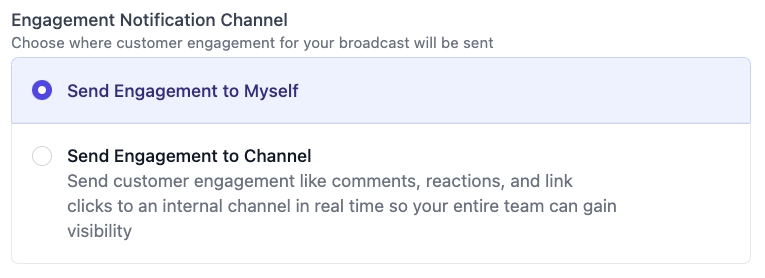 Engagement Notification Channel
Choose where customer engagement for your broadcast will be sent
Send Engagement to Myself
Send Engagement to Channel
Send customer engagement like comments, reactions, and link
clicks to an internal channel in real time so your entire team can gain
visibility